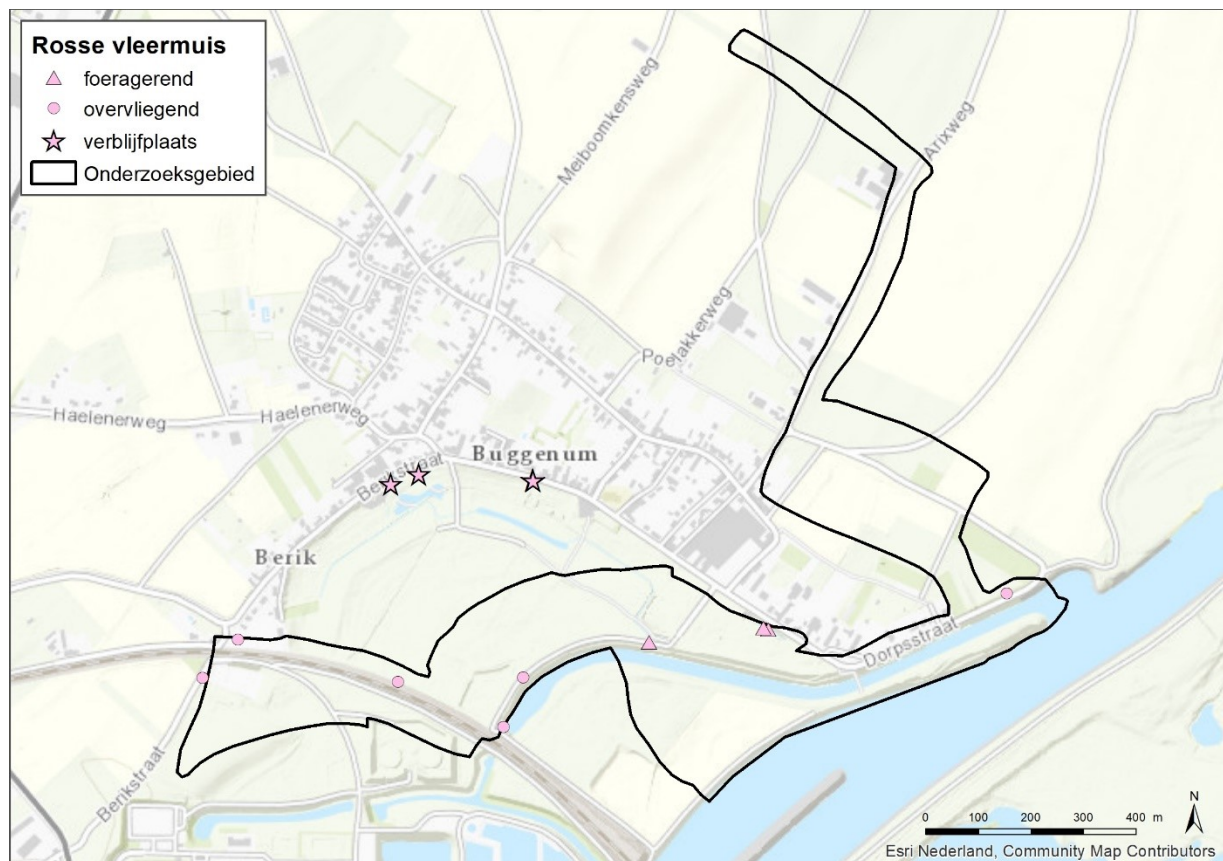 Rosse vleermuis
foeragerend
overvliegend
verblijfplaats
Onderzoeksgebied
Meiboomkensweg
Arixweg
Poelakkerweg
Haelenerweg
Haelenerweg
Buggenum
Berikstraat
Berik
Dorpsstraat
Berikstraat
N
0 100 200 300 400 m
Esri Nederland, Community Map Contributors